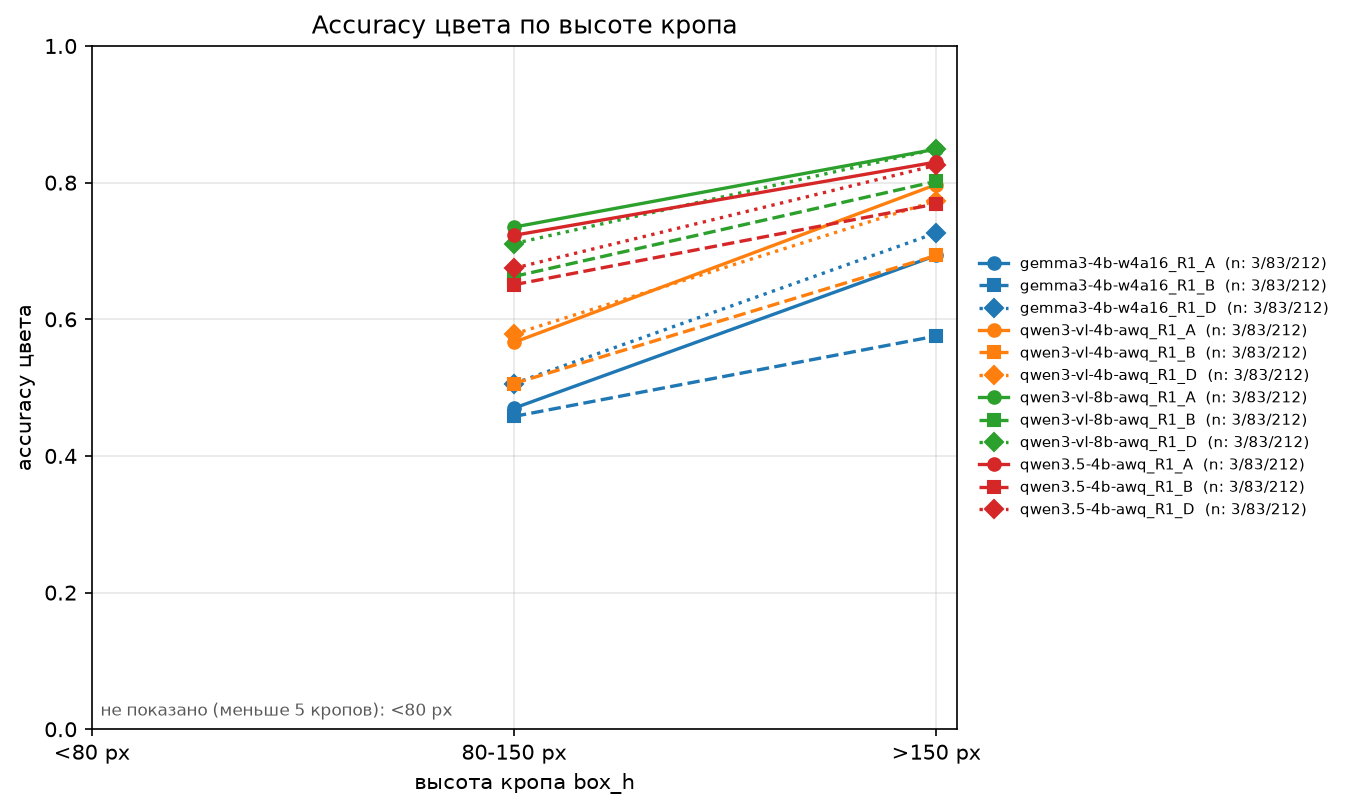 Accuracy цвета по высоте кропа
1.0
0.8
0.6
0.4
0.2
0.0
accuracy цвета
не показано (меньше 5 кропов): <80 px
<80 px
80-150 px
>150 px
высота кропа box_h
gemma3-4b-w4a16_R1_A (n: 3/83/212)
gemma3-4b-w4a16_R1_B (n: 3/83/212)
gemma3-4b-w4a16_R1_D (n: 3/83/212)
qwen3-vl-4b-awq_R1_A (n: 3/83/212)
qwen3-vl-4b-awq_R1_B (n: 3/83/212)
qwen3-vl-4b-awq_R1_D (n: 3/83/212)
qwen3-vl-8b-awq_R1_A (n: 3/83/212)
qwen3-vl-8b-awq_R1_B (n: 3/83/212)
qwen3-vl-8b-awq_R1_D (n: 3/83/212)
qwen3.5-4b-awq_R1_A (n: 3/83/212)
qwen3.5-4b-awq_R1_B (n: 3/83/212)
qwen3.5-4b-awq_R1_D (n: 3/83/212)